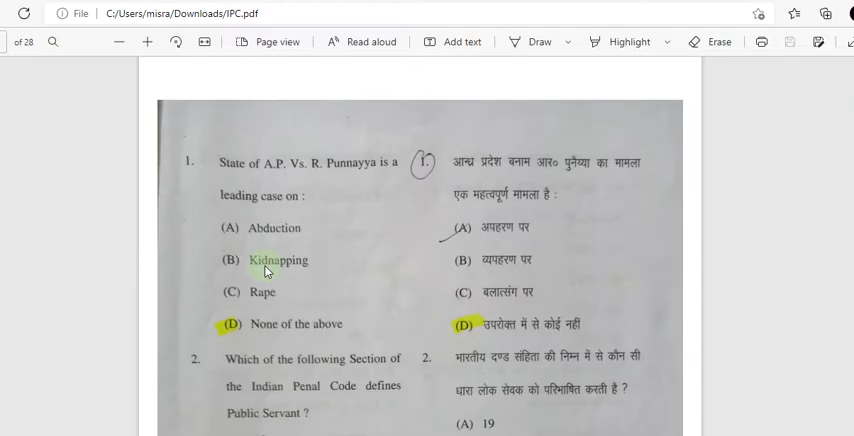 File
C:/Users/misra/Downloads/IPC.pdf
of 28
Page view
Read aloud
Add text
Draw
Highlight
Erase
1. State of A.P. Vs. R. Punnayya is a
leading case on :
(A) Abduction
(B) Kidnapping
(C) Rape
(D) None of the above
2. Which of the following Section of
the Indian Penal Code defines
Public Servant ?
1. आन्ध्र प्रदेश बनाम आर० पुनैय्या का मामला
एक महत्वपूर्ण मामला है :
(A) अपहरण पर
(B) व्यपहरण पर
(C) बलात्संग पर
(D) उपरोक्त में से कोई नहीं
2. भारतीय दण्ड संहिता की निम्न में से कौन सी
धारा लोक सेवक को परिभाषित करती है ?
(A) 19